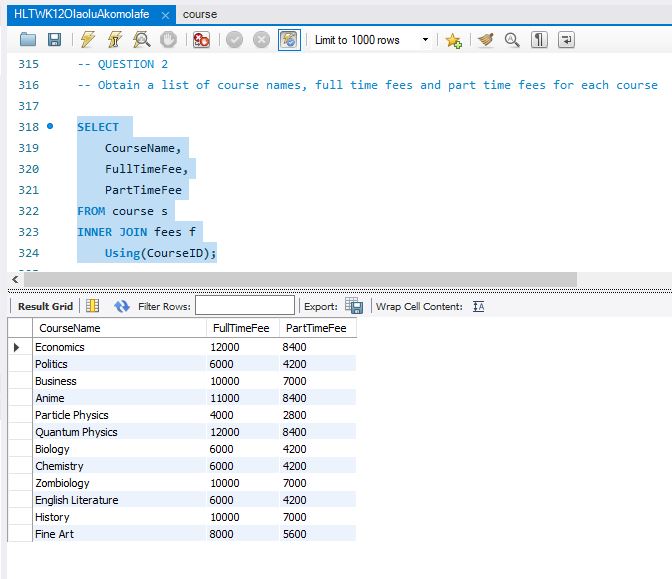 HLTWK12OlaoluAkomolafe × course
Limit to 1000 rows
315 -- QUESTION 2
316 -- Obtain a list of course names, full time fees and part time fees for each course
317
318 SELECT
319 CourseName,
320 FullTimeFee,
321 PartTimeFee
322 FROM course s
323 INNER JOIN fees f
324 Using(CourseID);
Result Grid Filter Rows: Export: Wrap Cell Content:
CourseName FullTimeFee PartTimeFee
Economics 12000 8400
Politics 6000 4200
Business 10000 7000
Anime 11000 8400
Particle Physics 4000 2800
Quantum Physics 12000 8400
Biology 6000 4200
Chemistry 6000 4200
Zombiology 10000 7000
English Literature 6000 4200
History 10000 7000
Fine Art 8000 5600